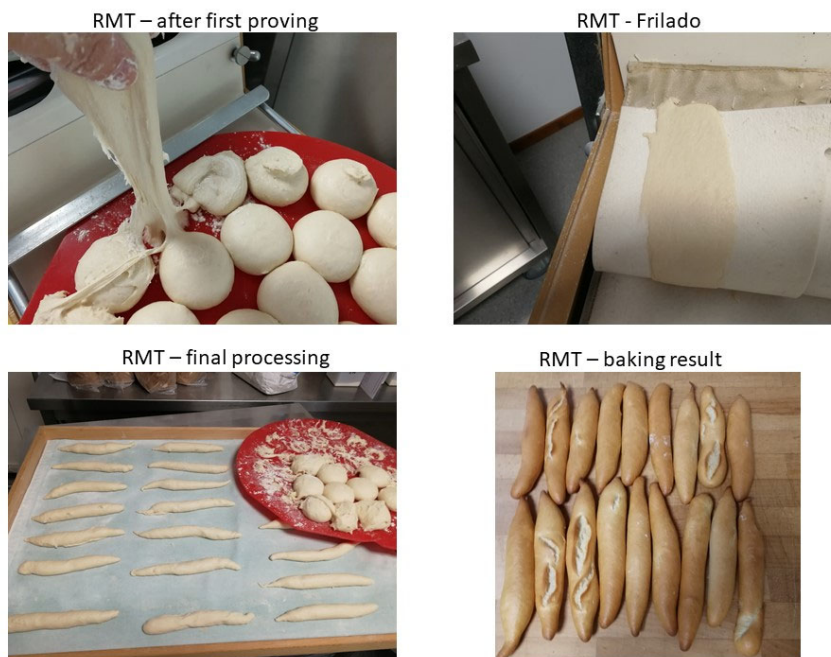 RMT – after first proving
RMT - Frilado
RMT – final processing
RMT – baking result